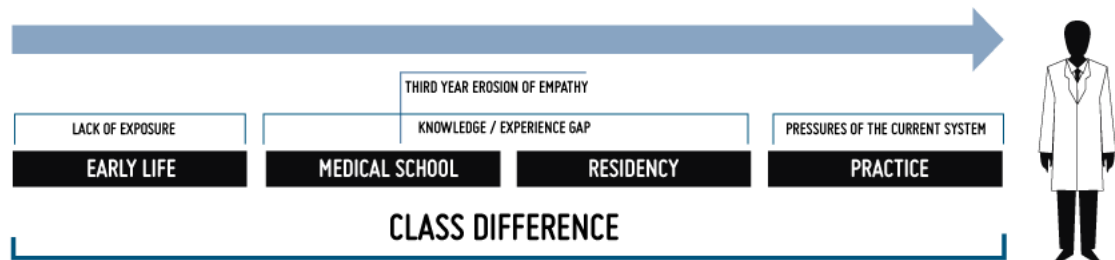 THIRD YEAR EROSION OF EMPATHY
LACK OF EXPOSURE
KNOWLEDGE / EXPERIENCE GAP
PRESSURES OF THE CURRENT SYSTEM
EARLY LIFE
MEDICAL SCHOOL
RESIDENCY
PRACTICE
CLASS DIFFERENCE